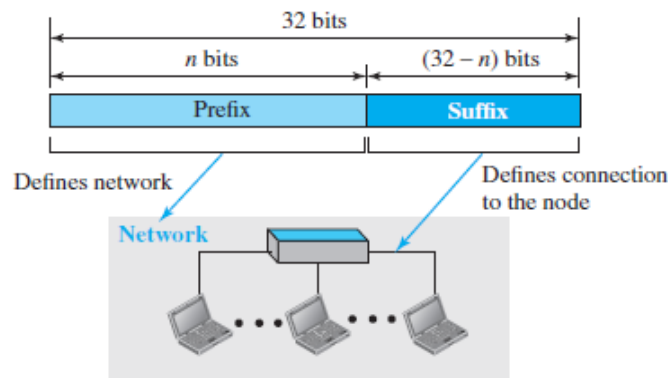 32 bits
n bits
(32 – n) bits
Prefix
Suffix
Defines network
Defines connection
to the node
Network